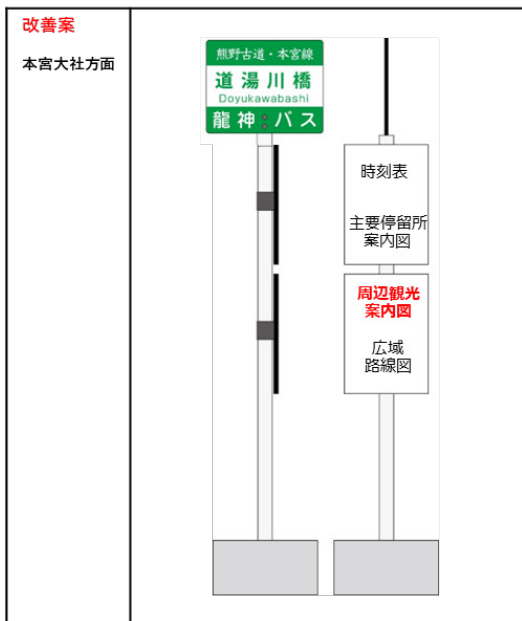 改善案
本宮大社方面
熊野古道・本宮線
道湯川橋
Doyukawabashi
龍神バス
時刻表
主要停留所
案内図
周辺観光
案内図
広域
路線図